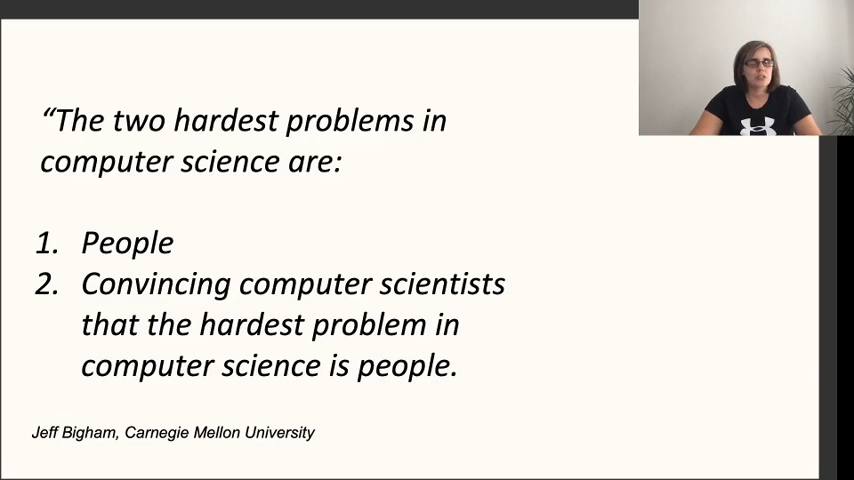 “The two hardest problems in
computer science are:
1. People
2. Convincing computer scientists
that the hardest problem in
computer science is people.
Jeff Bigham, Carnegie Mellon University